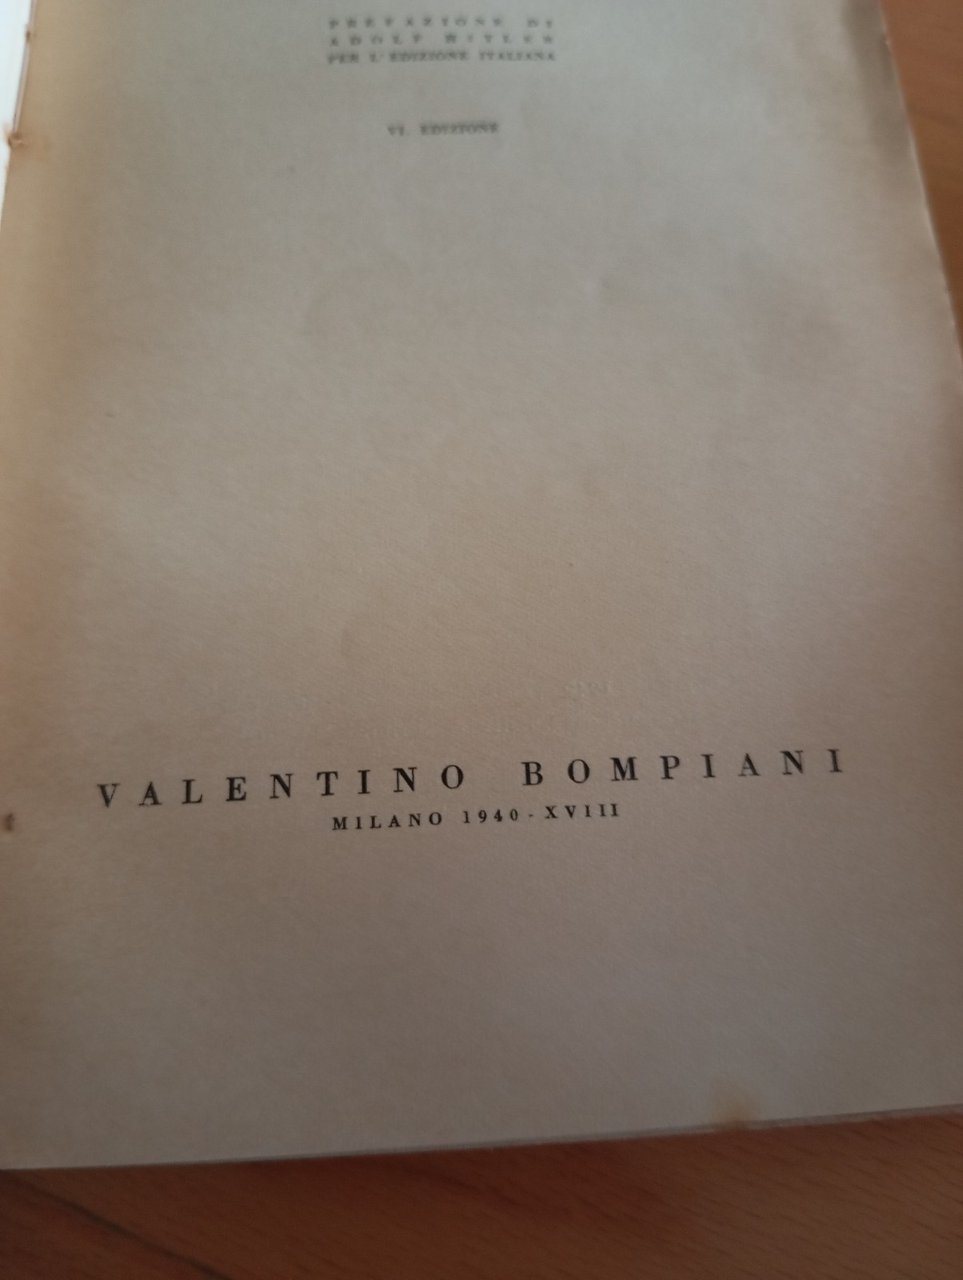 PREFAZIONE DI
ADOLF HITLER
PER L'EDIZIONE ITALIANA
VI. EDIZIONE
VALENTINO BOMPIANI
MILANO 1940 - XVIII